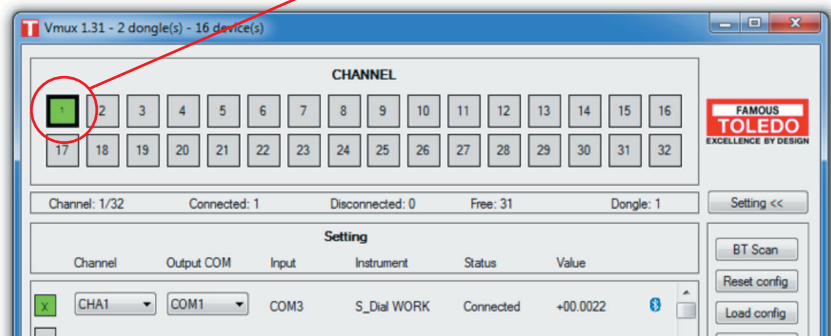 Vmux 1.31 - 2 dongle(s) - 16 device(s)
CHANNEL
1 2 3 4 5 6 7 8 9 10 11 12 13 14 15 16
17 18 19 20 21 22 23 24 25 26 27 28 29 30 31 32
FAMOUS
TOLEDO
EXCELLENCE BY DESIGN
Channel: 1/32 Connected: 1 Disconnected: 0 Free: 31 Dongle: 1
Setting <<
Setting
Channel Output COM Input Instrument Status Value
X CHA1 COM1 COM3 S_Dial WORK Connected +00.0022
BT Scan
Reset config
Load config